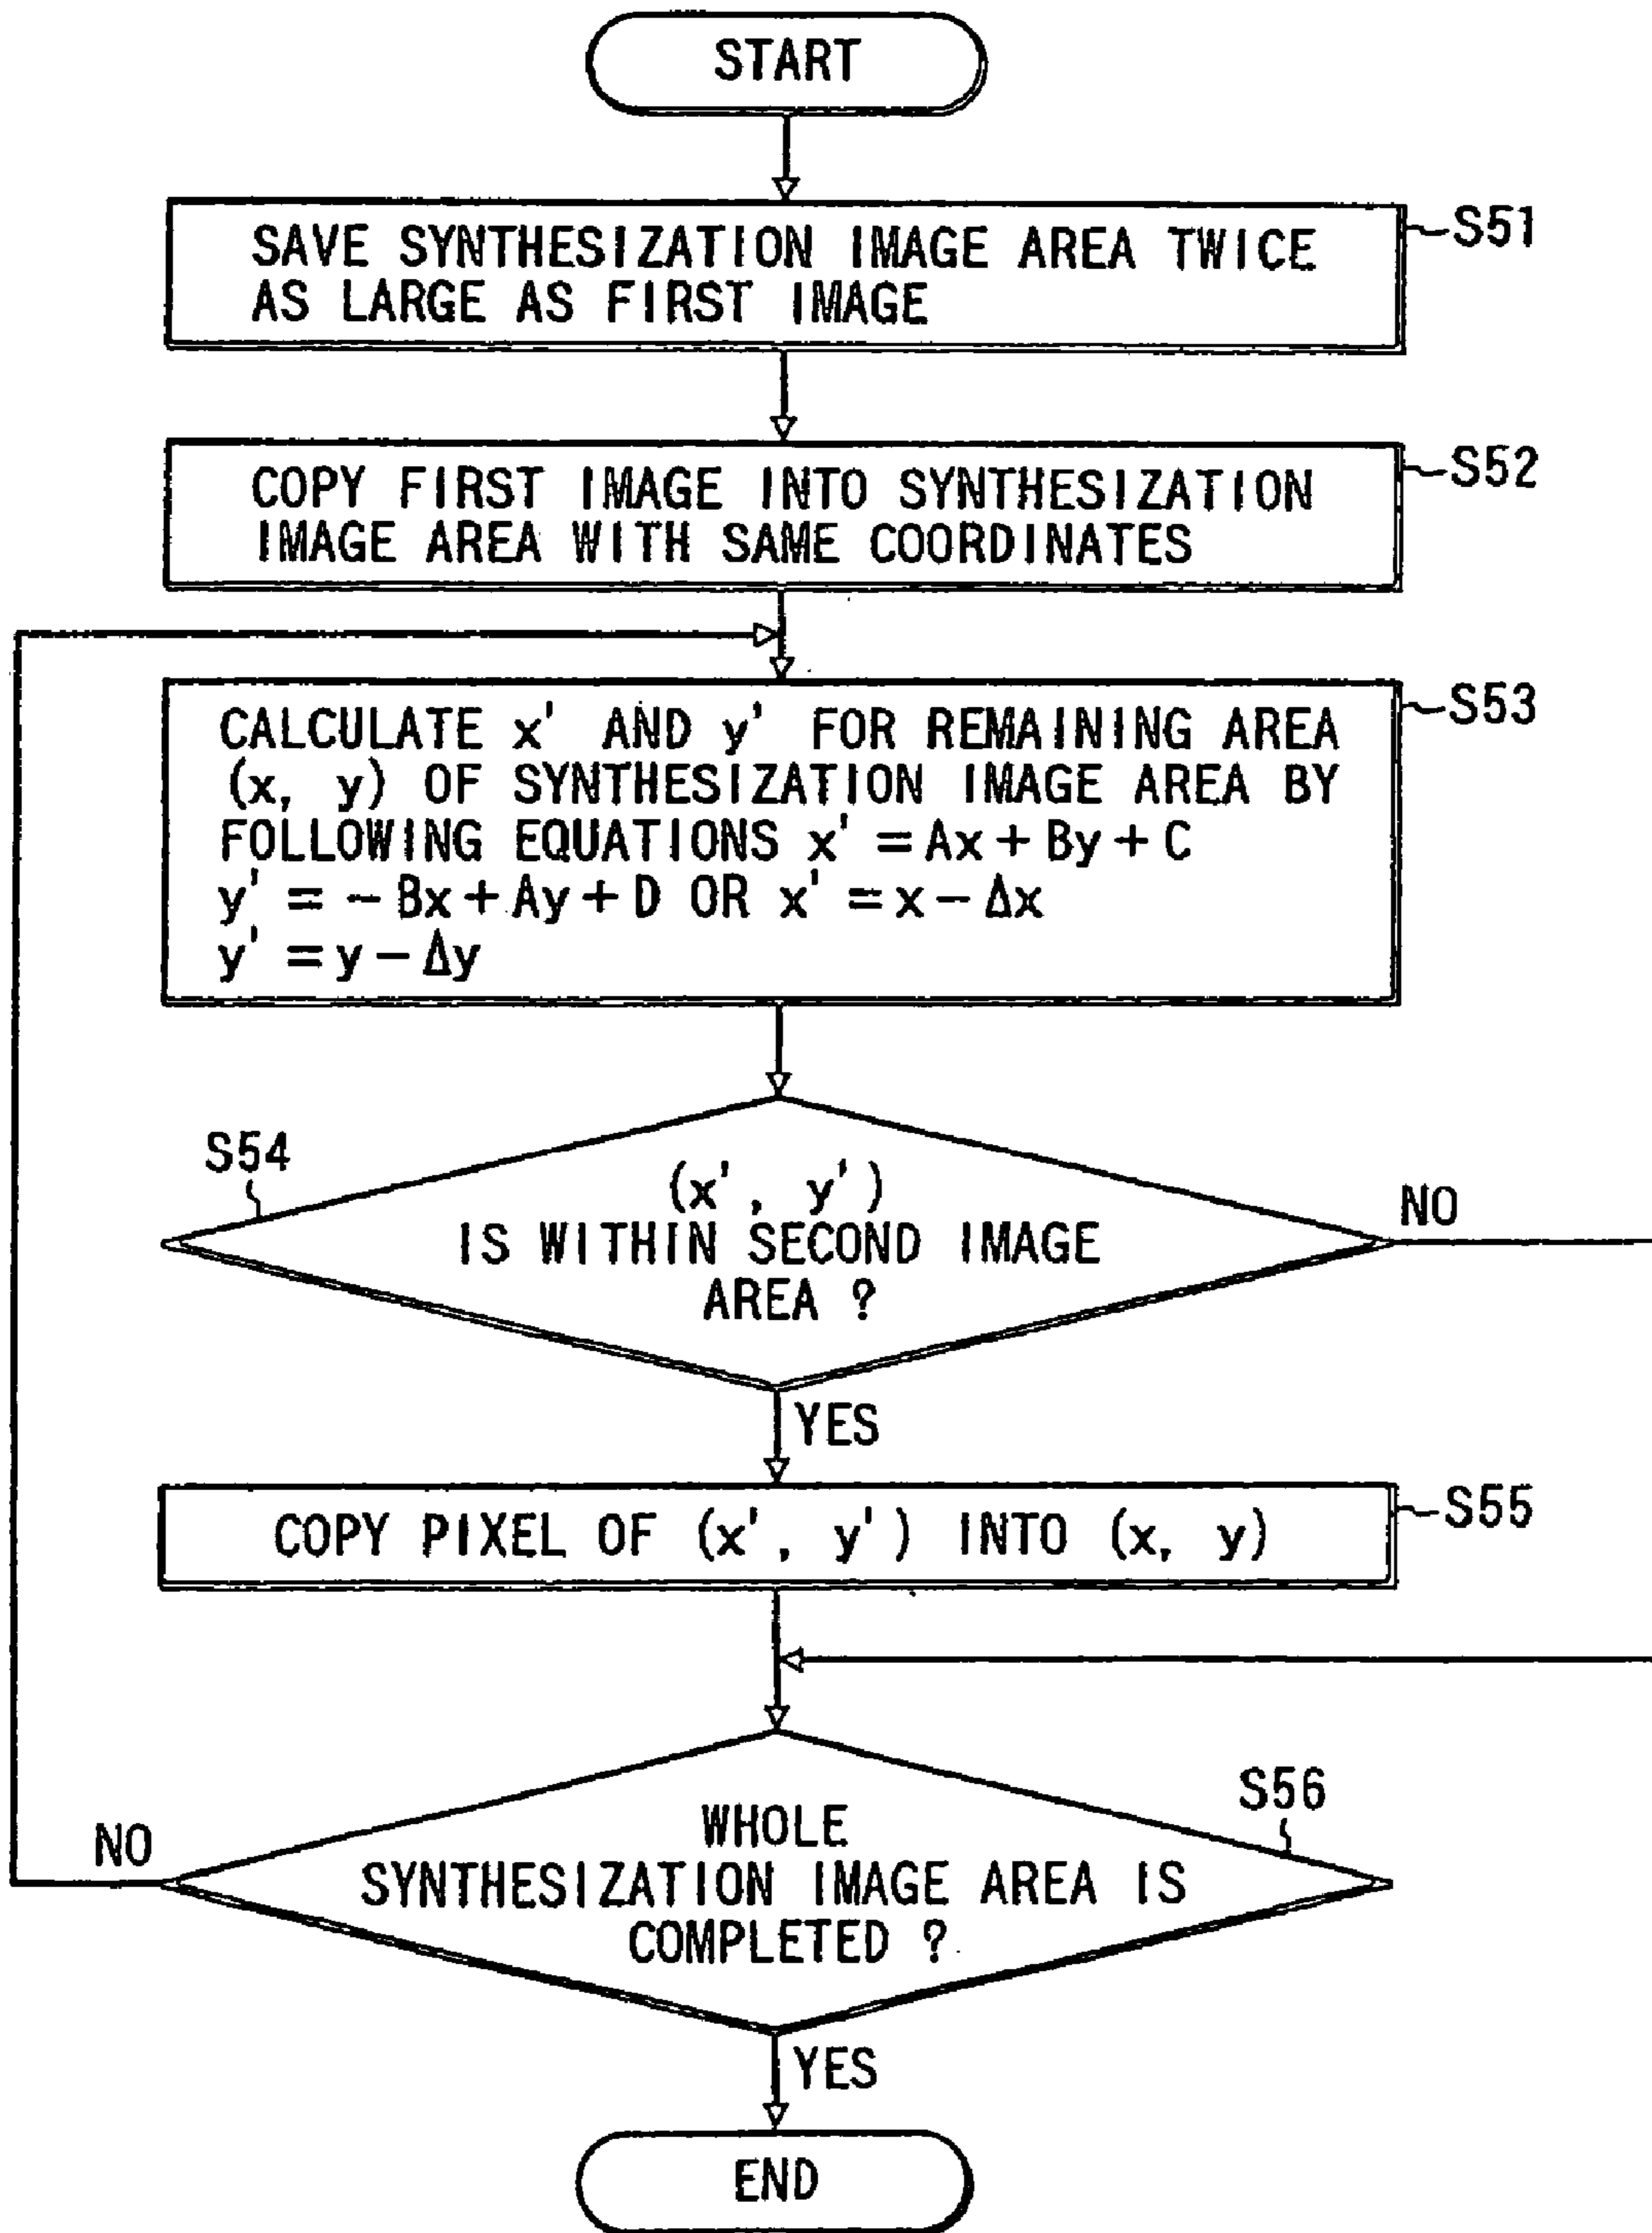 START
SAVE SYNTHESIZATION IMAGE AREA TWICE
AS LARGE AS FIRST IMAGE
S51
COPY FIRST IMAGE INTO SYNTHESIZATION
IMAGE AREA WITH SAME COORDINATES
S52
CALCULATE x' AND y' FOR REMAINING AREA
(x, y) OF SYNTHESIZATION IMAGE AREA BY
FOLLOWING EQUATIONS x' = Ax + By + C
y' = - Bx + Ay + D OR x' = x - Δx
y' = y - Δy
S53
S54
(x', y')
IS WITHIN SECOND IMAGE
AREA ?
NO
YES
COPY PIXEL OF (x', y') INTO (x, y)
S55
S56
WHOLE
SYNTHESIZATION IMAGE AREA IS
COMPLETED ?
NO
YES
END